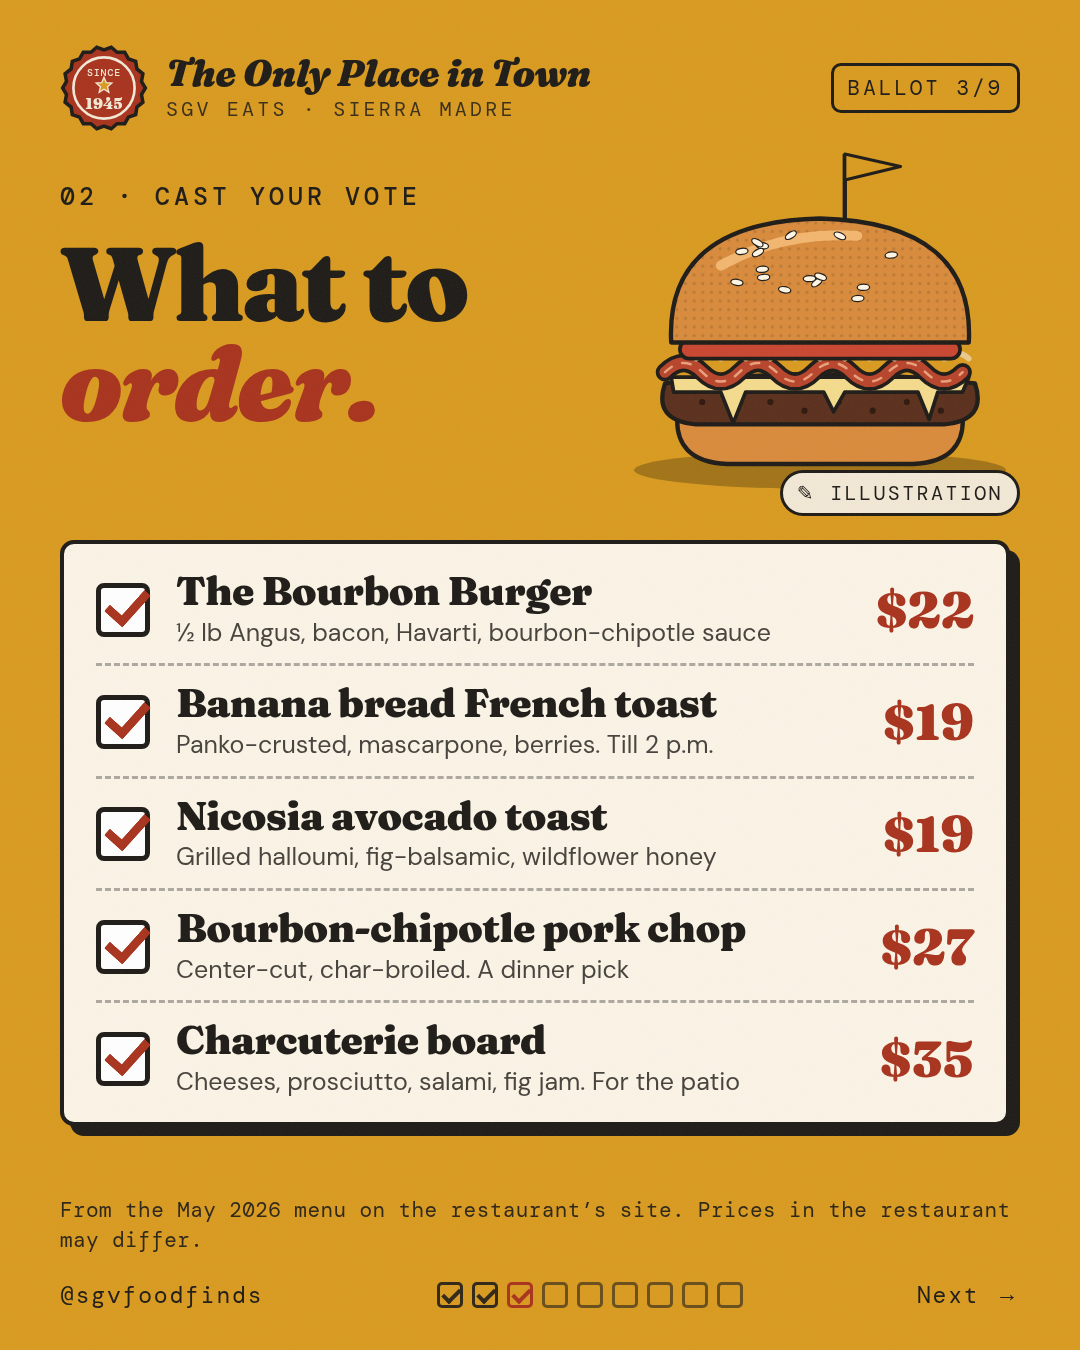 SINCE
1945
The Only Place in Town
SGV EATS · SIERRA MADRE
BALLOT 3/9
02 · CAST YOUR VOTE
What to
order.
✎ ILLUSTRATION
The Bourbon Burger
½ lb Angus, bacon, Havarti, bourbon-chipotle sauce
$22
Banana bread French toast
Panko-crusted, mascarpone, berries. Till 2 p.m.
$19
Nicosia avocado toast
Grilled halloumi, fig-balsamic, wildflower honey
$19
Bourbon-chipotle pork chop
Center-cut, char-broiled. A dinner pick
$27
Charcuterie board
Cheeses, prosciutto, salami, fig jam. For the patio
$35
From the May 2026 menu on the restaurant’s site. Prices in the restaurant
may differ.
@sgvfoodfinds
Next →